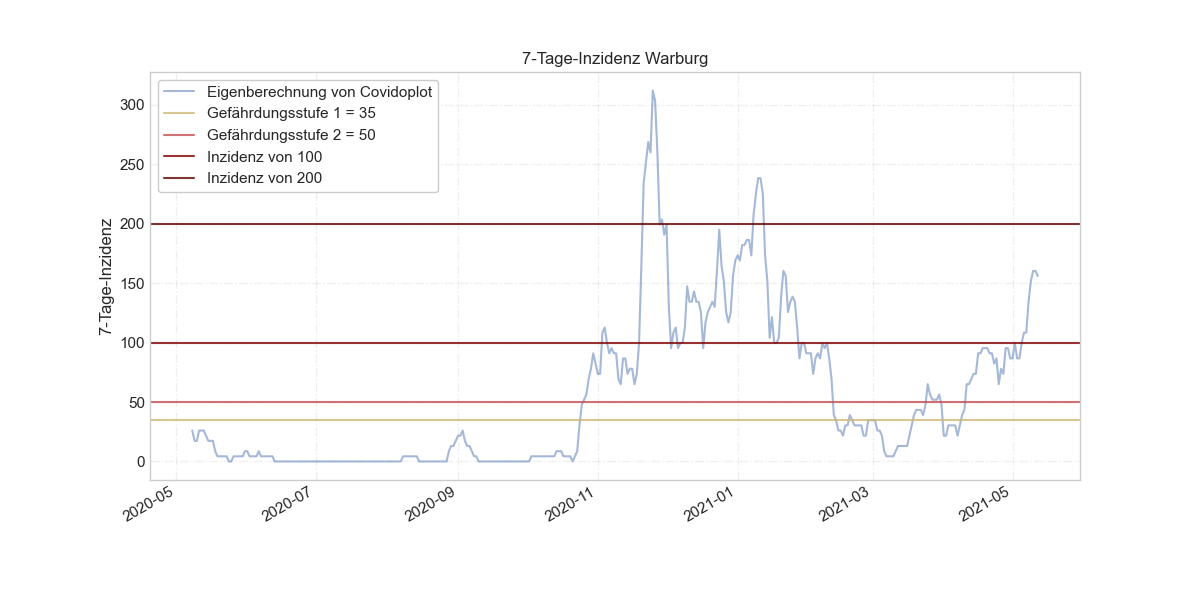 7-Tage-Inzidenz Warburg
Eigenberechnung von Covidoplot
Gefährdungsstufe 1 = 35
Gefährdungsstufe 2 = 50
Inzidenz von 100
Inzidenz von 200
7-Tage-Inzidenz
300
250
200
150
100
50
0
2020-05
2020-07
2020-09
2020-11
2021-01
2021-03
2021-05